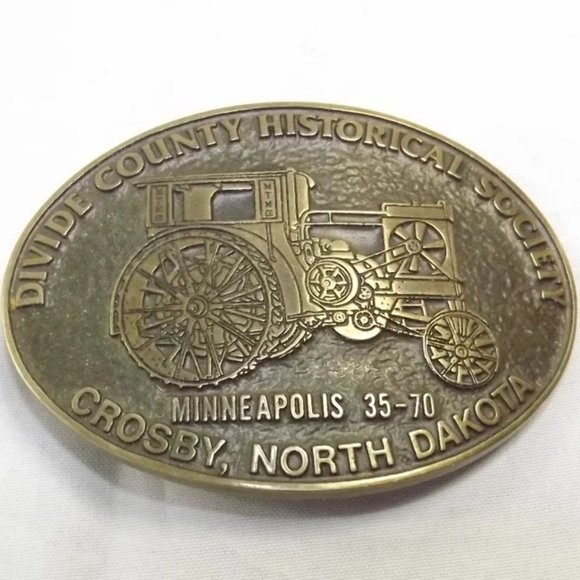 DIVIDE COUNTY HISTORICAL SOCIETY
MINNEAPOLIS 35-70
CROSBY, NORTH DAKOTA